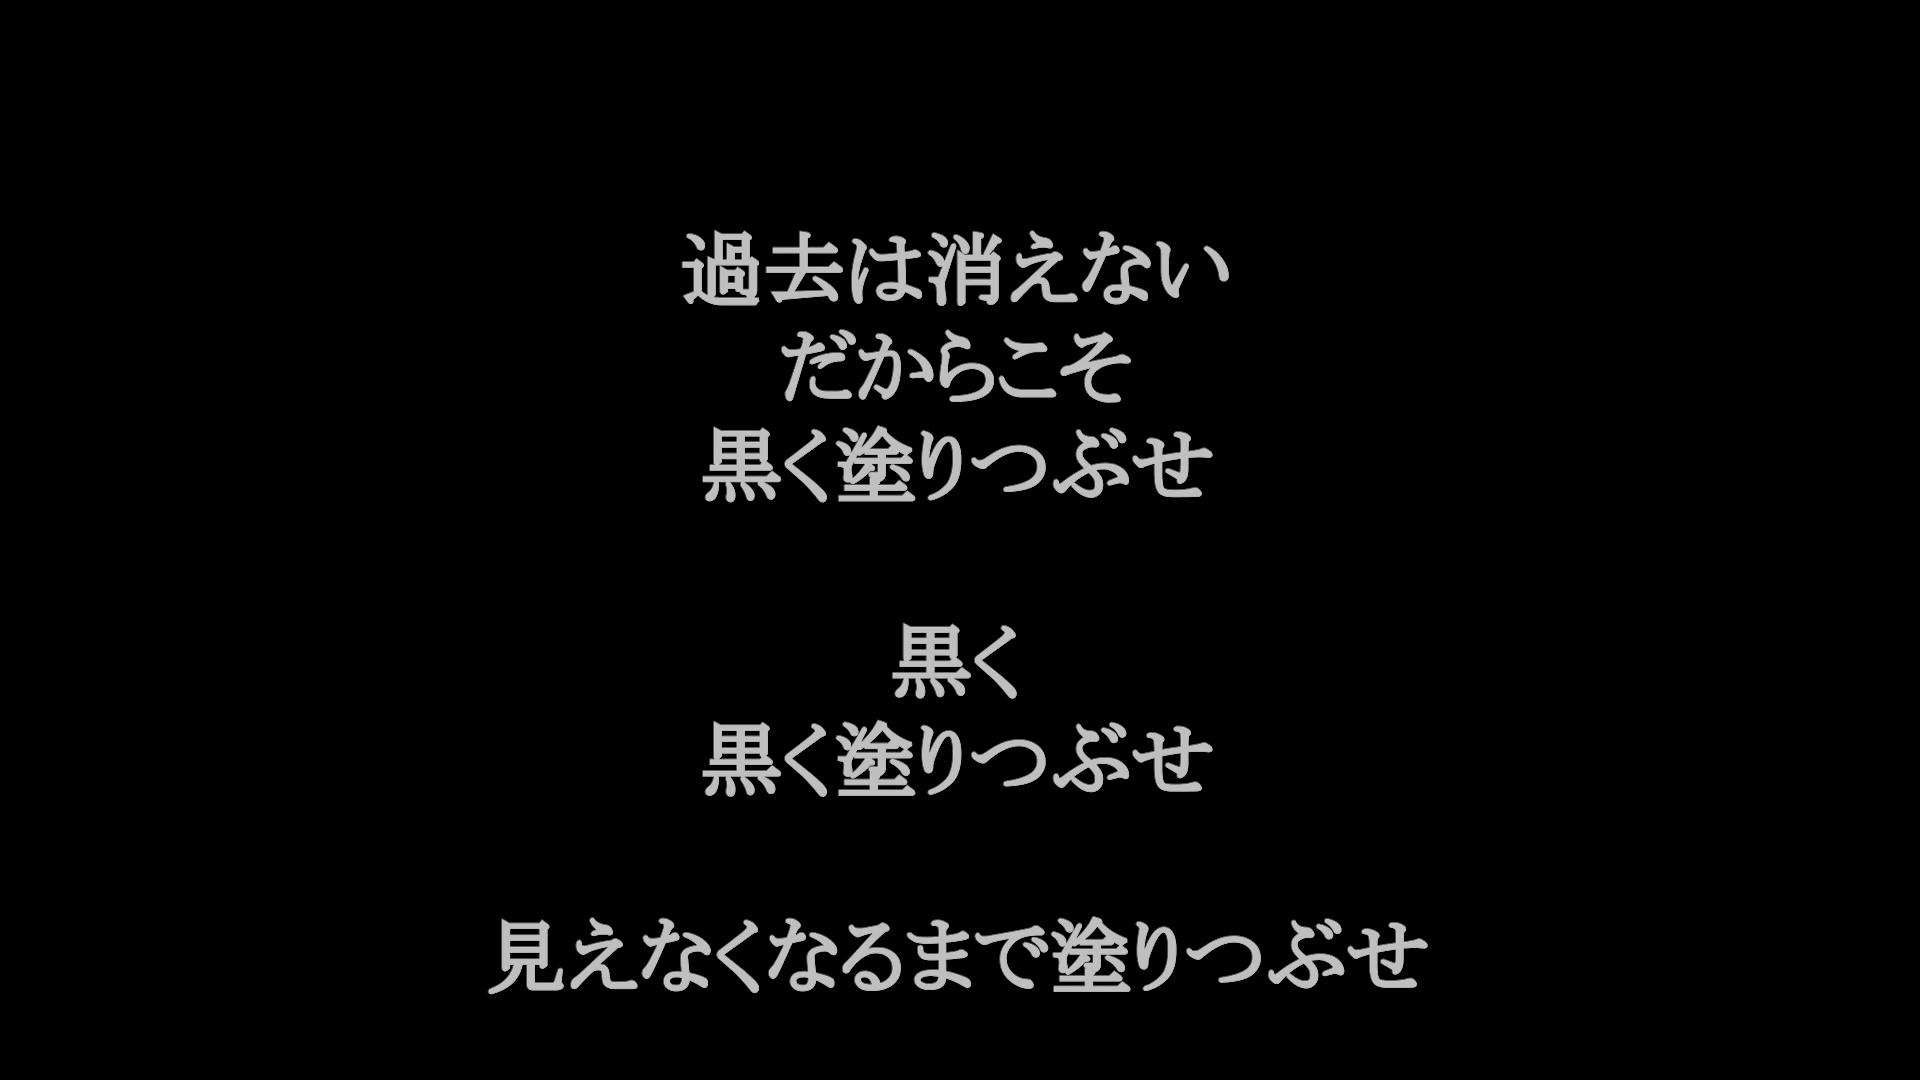 過去は消えない
だからこそ
黒く塗りつぶせ
黒く
黒く塗りつぶせ
見えなくなるまで塗りつぶせ